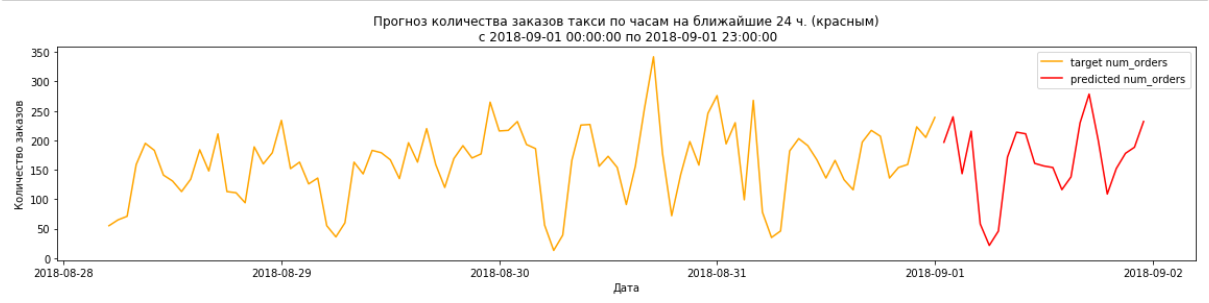 Прогноз количества заказов такси по часам на ближайшие 24 ч. (красным)
с 2018-09-01 00:00:00 по 2018-09-01 23:00:00
350
300
250
200
150
100
50
0
Количество заказов
target num_orders
predicted num_orders
2018-08-28
2018-08-29
2018-08-30
2018-08-31
2018-09-01
2018-09-02
Дата